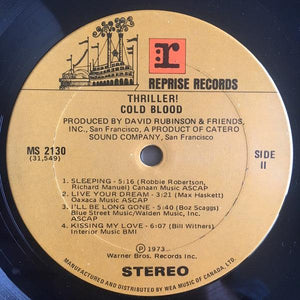 r
REPRISE RECORDS
THRILLER!
COLD BLOOD
PRODUCED BY DAVID RUBINSON & FRIENDS,
INC., San Francisco, A PRODUCT OF CATERO
SOUND COMPANY, San Francisco
MS 2130
(31,549)
SIDE
II
1. SLEEPING - 5:16 (Robbie Robertson,
Richard Manuel) Canaan Music ASCAP
2. LIVE YOUR DREAM - 3:21 (Max Haskett)
Oaxaca Music ASCAP
3. I'LL BE LONG GONE - 5:40 (Boz Scaggs)
Blue Street Music/Walden Music, Inc.
ASCAP
4. KISSING MY LOVE - 6:07 (Bill Withers)
Interior Music BMI
℗ 1973
Warner Bros. Records Inc.
STEREO
MANUFACTURED AND DISTRIBUTED BY WEA MUSIC OF CANADA, LTD.